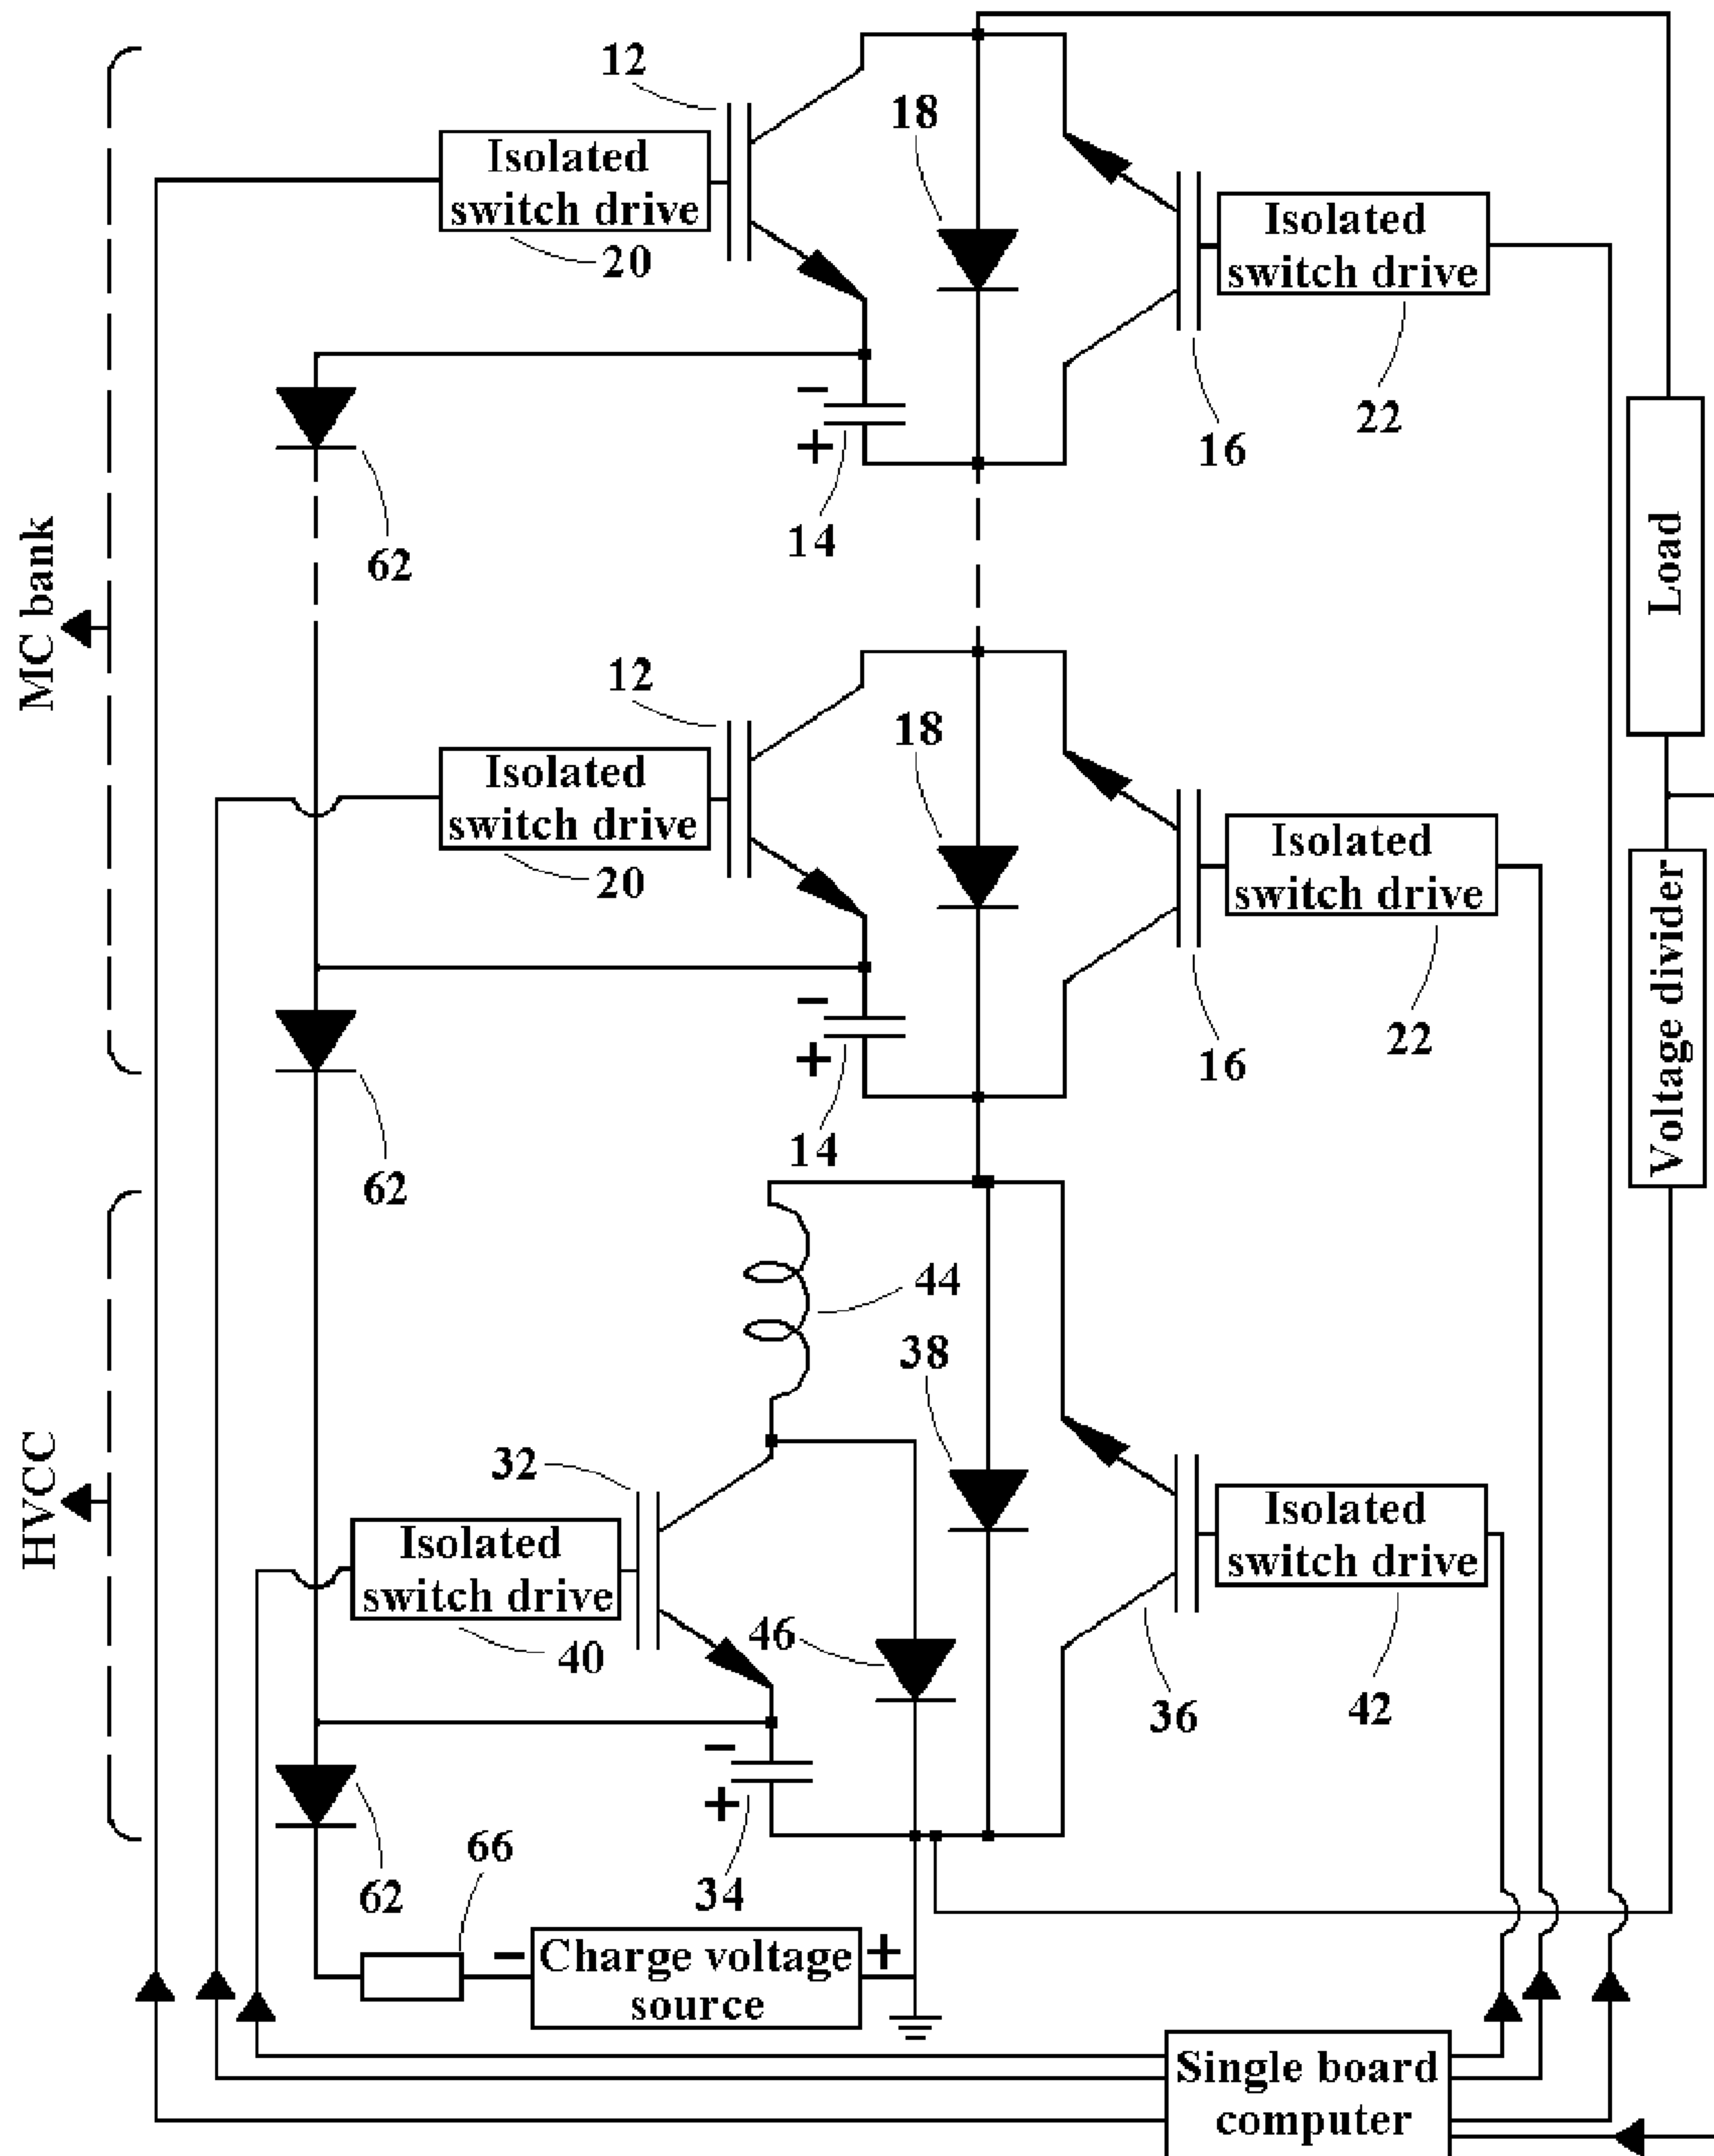 12
18
Isolated
switch drive
20
Isolated
switch drive
22
16
14
62
MC bank
Load
12
18
Isolated
switch drive
20
Isolated
switch drive
22
16
14
62
Voltage divider
44
38
HVCC
32
Isolated
switch drive
40
46
Isolated
switch drive
42
36
34
62
66
Charge voltage
source
Single board
computer
−
+
−
+
−
+
−
+